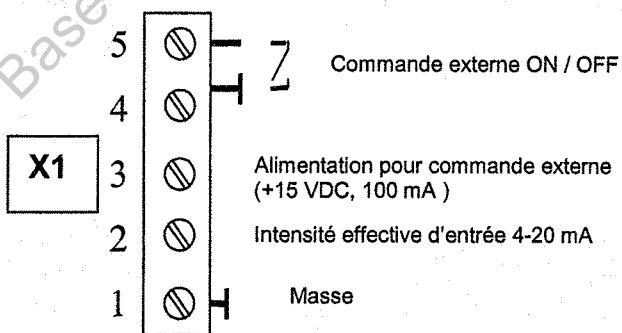 Base
5
Commande externe ON / OFF
4
X1
3
Alimentation pour commande externe
(+15 VDC, 100 mA )
2
Intensité effective d'entrée 4-20 mA
1
Masse